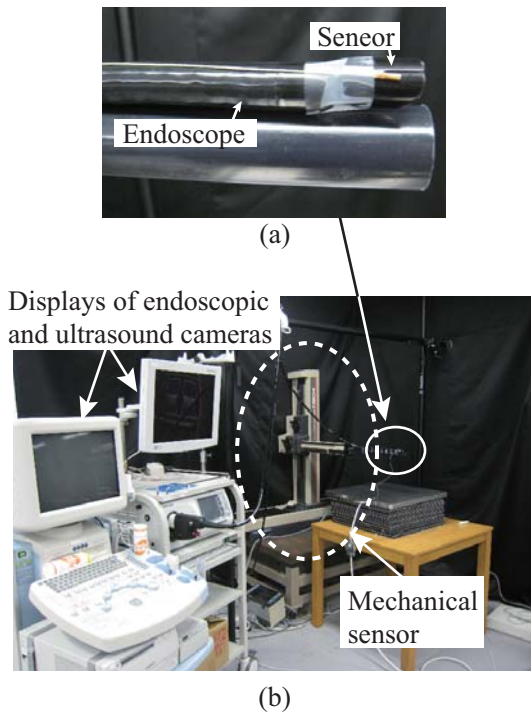 Seneor
Endoscope
(a)
Displays of endoscopic
and ultrasound cameras
Mechanical
sensor
(b)